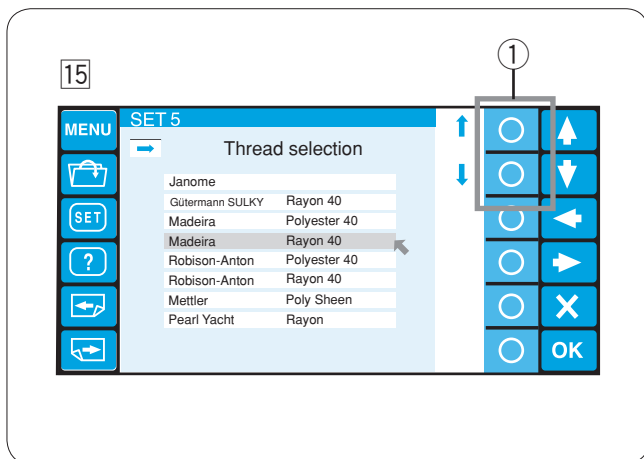 15
1
MENU
SET 5
Thread selection
Janome
Gütermann SULKY Rayon 40
SET
Madeira Polyester 40
Madeira Rayon 40
?
Robison-Anton Polyester 40
Robison-Anton Rayon 40
Mettler Poly Sheen
Pearl Yacht Rayon
OK